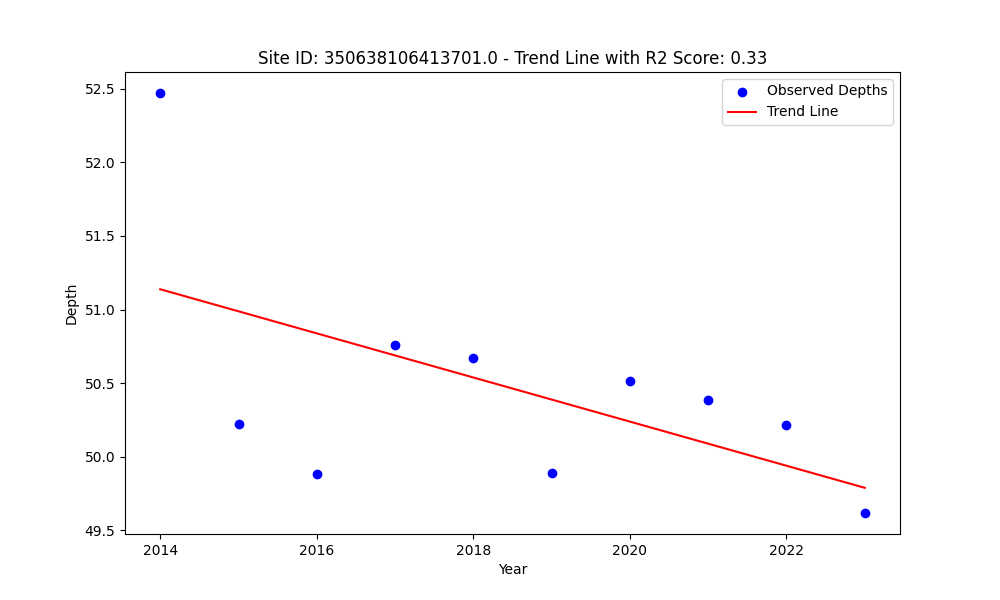 Site ID: 350638106413701.0 - Trend Line with R2 Score: 0.33
Observed Depths
Trend Line
52.5
52.0
51.5
51.0
50.5
50.0
49.5
Depth
2014
2016
2018
2020
2022
Year